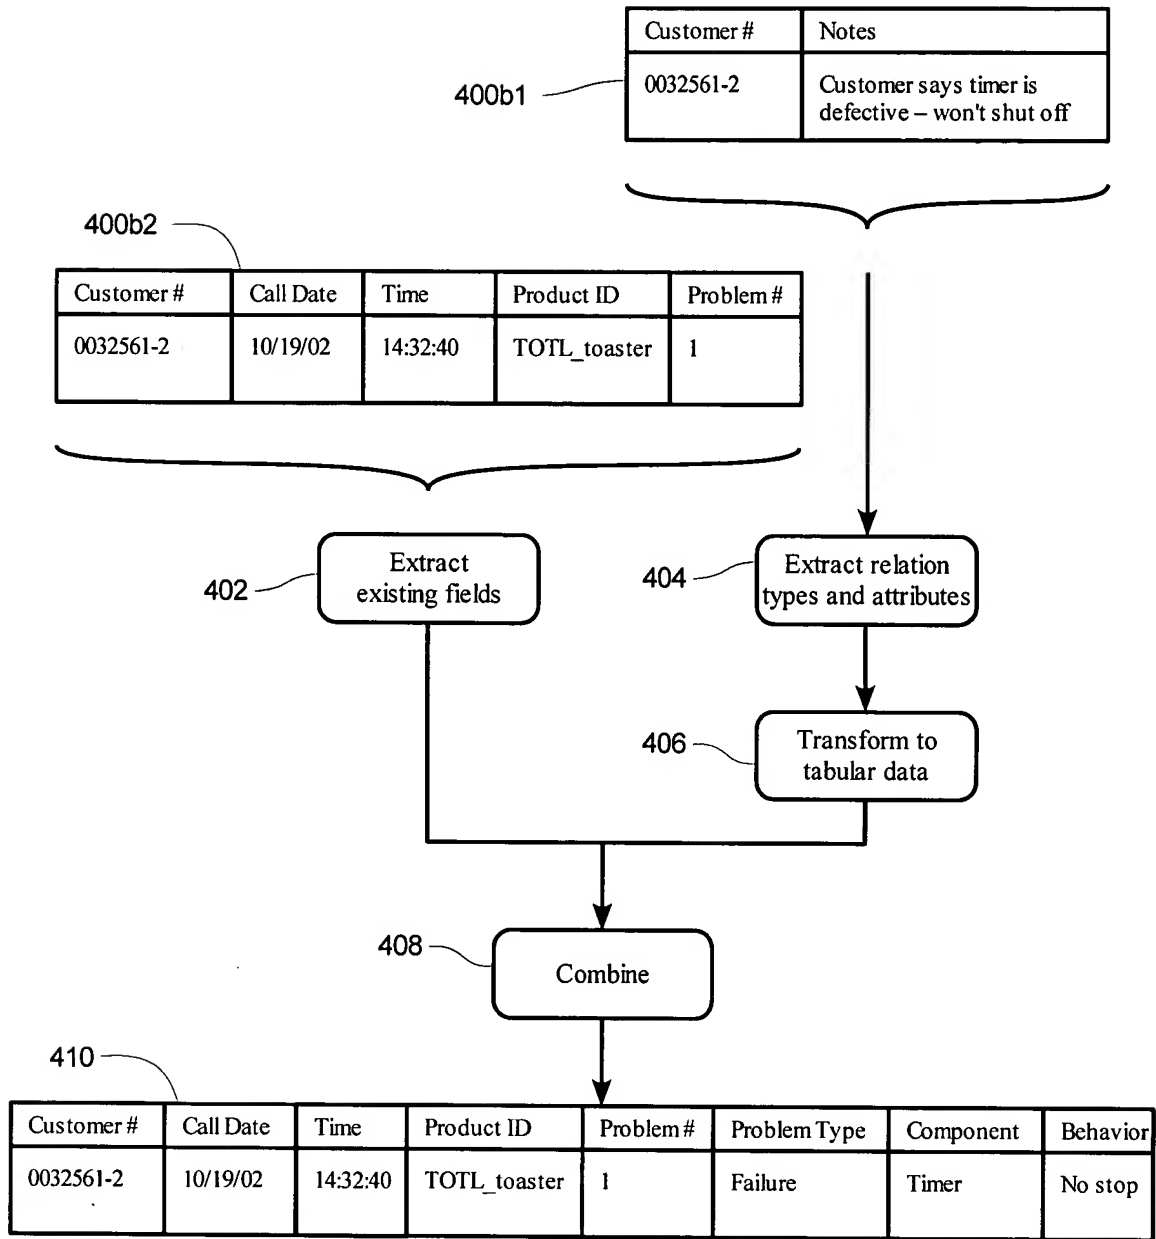 Customer # Notes
400b1
0032561-2 Customer says timer is
defective – won't shut off
400b2
Customer # Call Date Time Product ID Problem #
0032561-2 10/19/02 14:32:40 TOTL_toaster 1
402
Extract
existing fields
404
Extract relation
types and attributes
406
Transform to
tabular data
408
Combine
410
Customer # Call Date Time Product ID Problem # Problem Type Component Behavior
0032561-2 10/19/02 14:32:40 TOTL_toaster 1 Failure Timer No stop